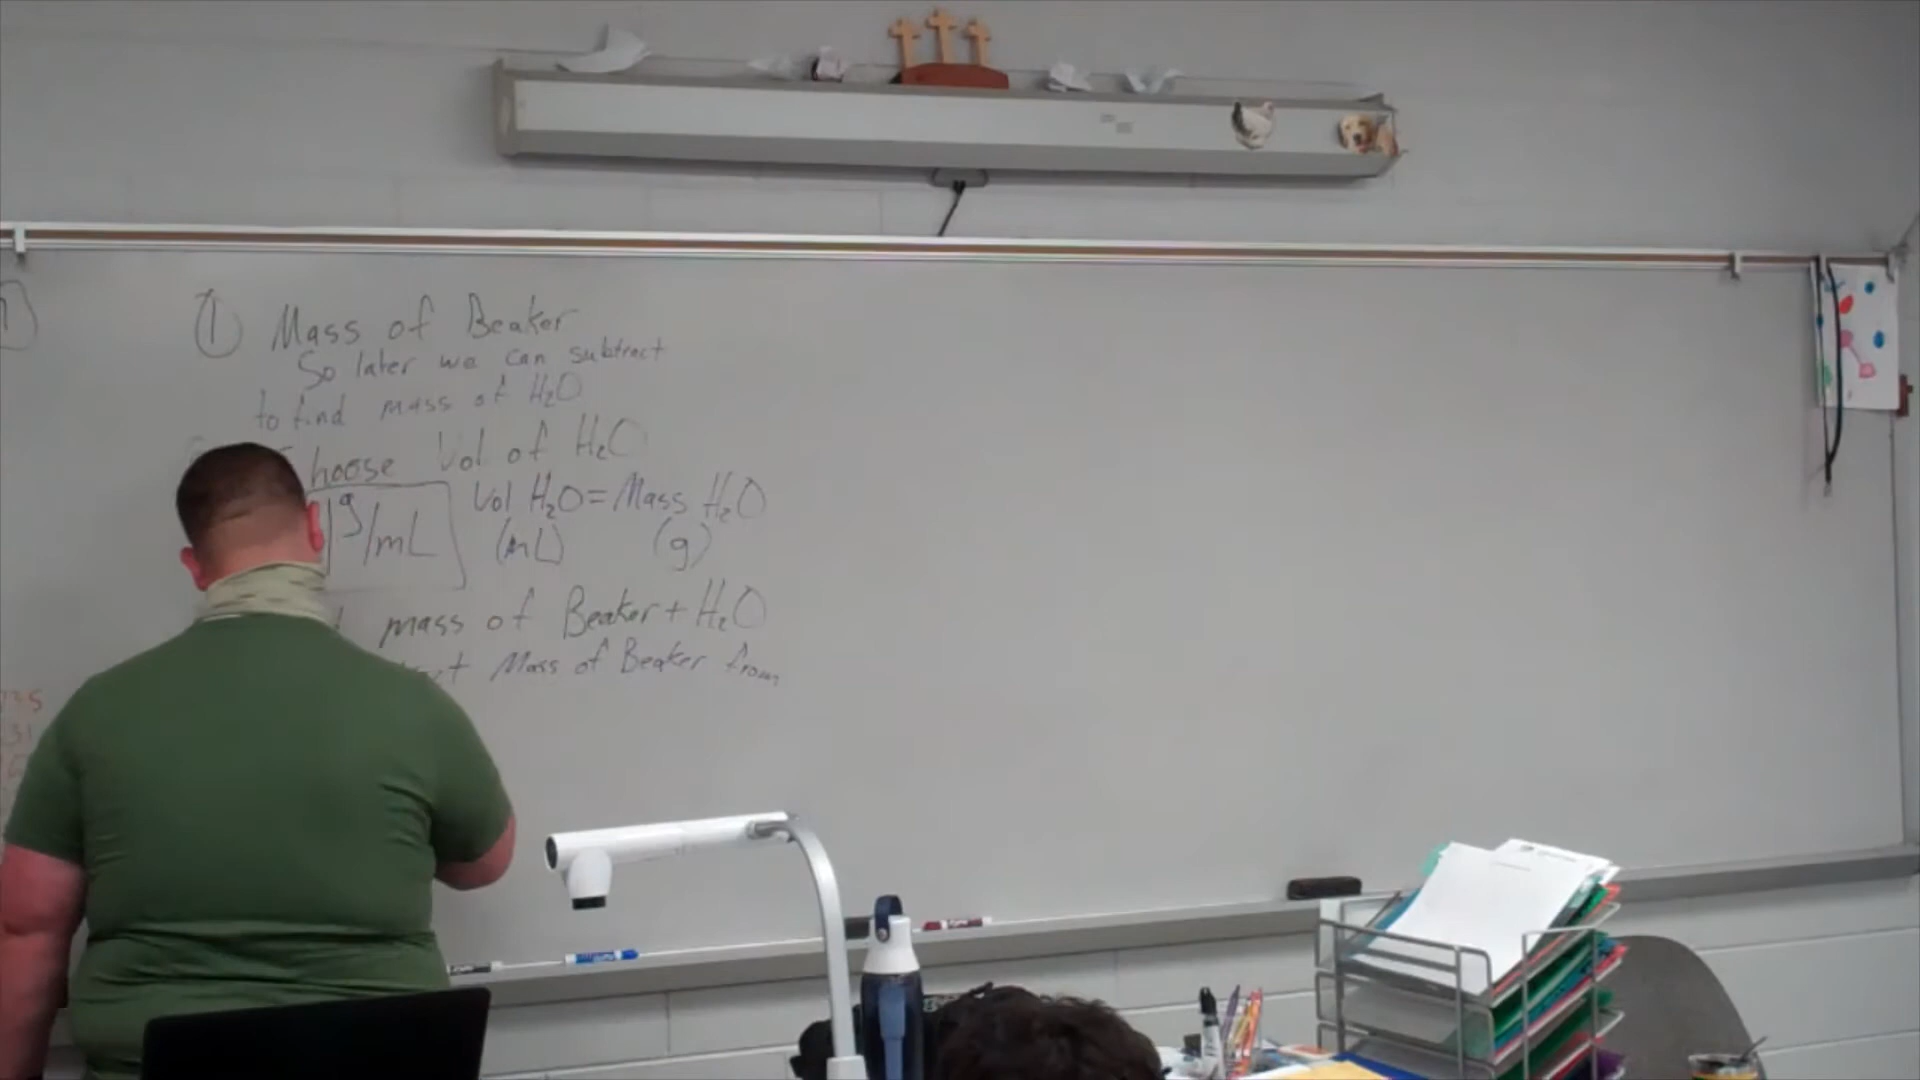 ① Mass of Beaker
So later we can subtract
to find mass of H₂O
hoose Vol of H₂O
g/mL
Vol H₂O = Mass H₂O
(mL) (g)
mass of Beaker + H₂O
Mass of Beaker from